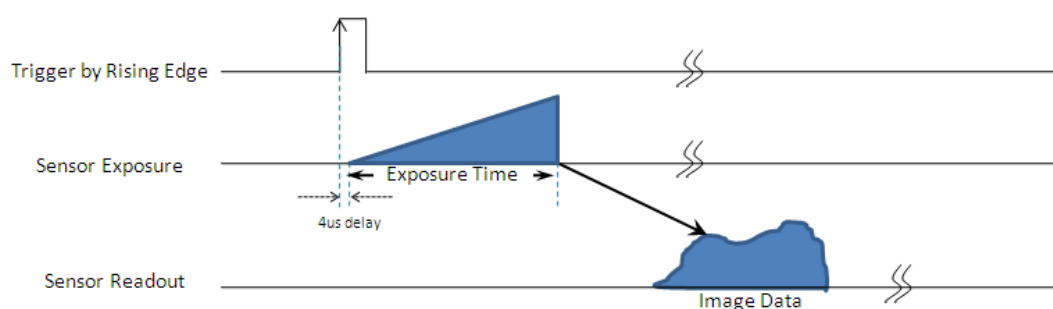 Trigger by Rising Edge
Sensor Exposure
Exposure Time
4us delay
Sensor Readout
Image Data